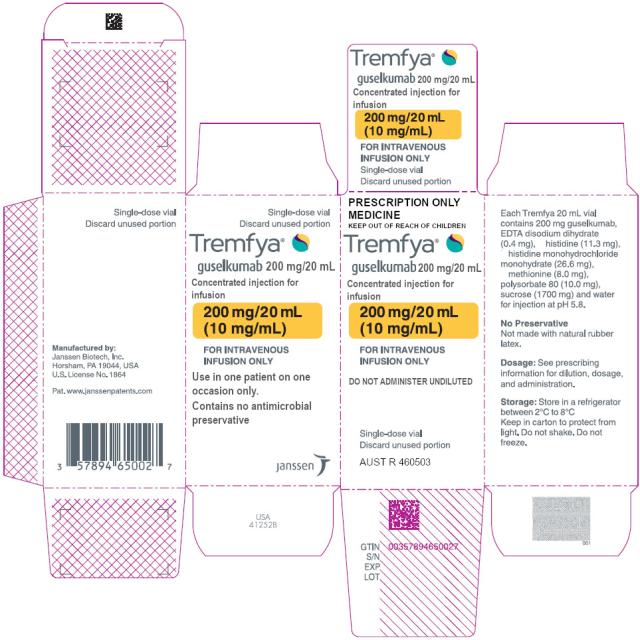 Tremfya®
guselkumab 200 mg/20 mL
Concentrated injection for
infusion
200 mg/20 mL
(10 mg/mL)
FOR INTRAVENOUS
INFUSION ONLY
Single-dose vial
Discard unused portion
Single-dose vial
Discard unused portion
Manufactured by:
Janssen Biotech, Inc.
Horsham, PA 19044, USA
U.S. License No. 1864
Pat. www.janssenpatents.com
3 57894 65002 7
Single-dose vial
Discard unused portion
Tremfya®
guselkumab 200 mg/20 mL
Concentrated injection for
infusion
200 mg/20 mL
(10 mg/mL)
FOR INTRAVENOUS
INFUSION ONLY
Use in one patient on one
occasion only.
Contains no antimicrobial
preservative
janssen
USA
41252B
PRESCRIPTION ONLY
MEDICINE
KEEP OUT OF REACH OF CHILDREN
Tremfya®
guselkumab 200 mg/20 mL
Concentrated injection for
infusion
200 mg/20 mL
(10 mg/mL)
FOR INTRAVENOUS
INFUSION ONLY
DO NOT ADMINISTER UNDILUTED
Single-dose vial
Discard unused portion
AUST R 460503
GTIN 00357894650027
S/N
EXP
LOT
Each Tremfya 20 mL vial
contains 200 mg guselkumab,
EDTA disodium dihydrate
(0.4 mg), histidine (11.3 mg),
histidine monohydrochloride
monohydrate (26.6 mg),
methionine (8.0 mg),
polysorbate 80 (10.0 mg),
sucrose (1700 mg) and water
for injection at pH 5.8.
No Preservative
Not made with natural rubber
latex.
Dosage: See prescribing
information for dilution, dosage,
and administration.
Storage: Store in a refrigerator
between 2°C to 8°C
Keep in carton to protect from
light. Do not shake. Do not
freeze.